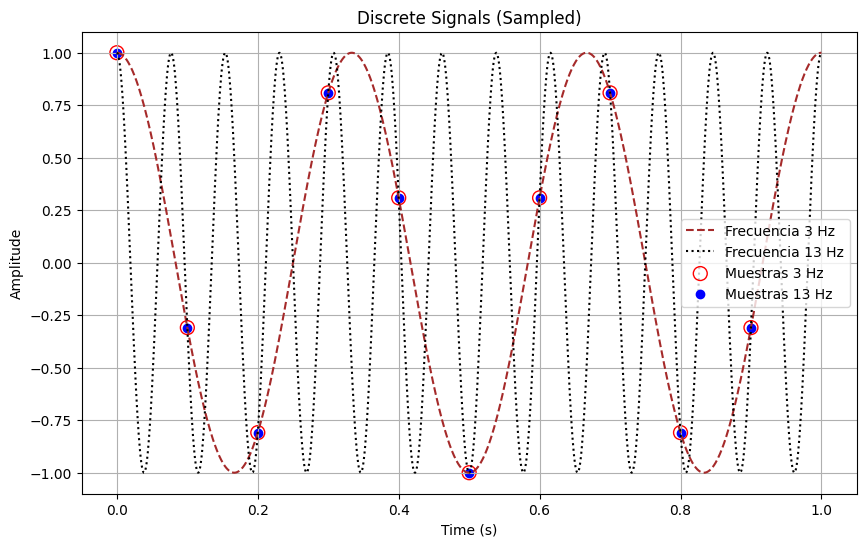 Discrete Signals (Sampled)
1.00
0.75
0.50
0.25
0.00
−0.25
−0.50
−0.75
−1.00
Amplitude
Frecuencia 3 Hz
Frecuencia 13 Hz
Muestras 3 Hz
Muestras 13 Hz
0.0 0.2 0.4 0.6 0.8 1.0
Time (s)